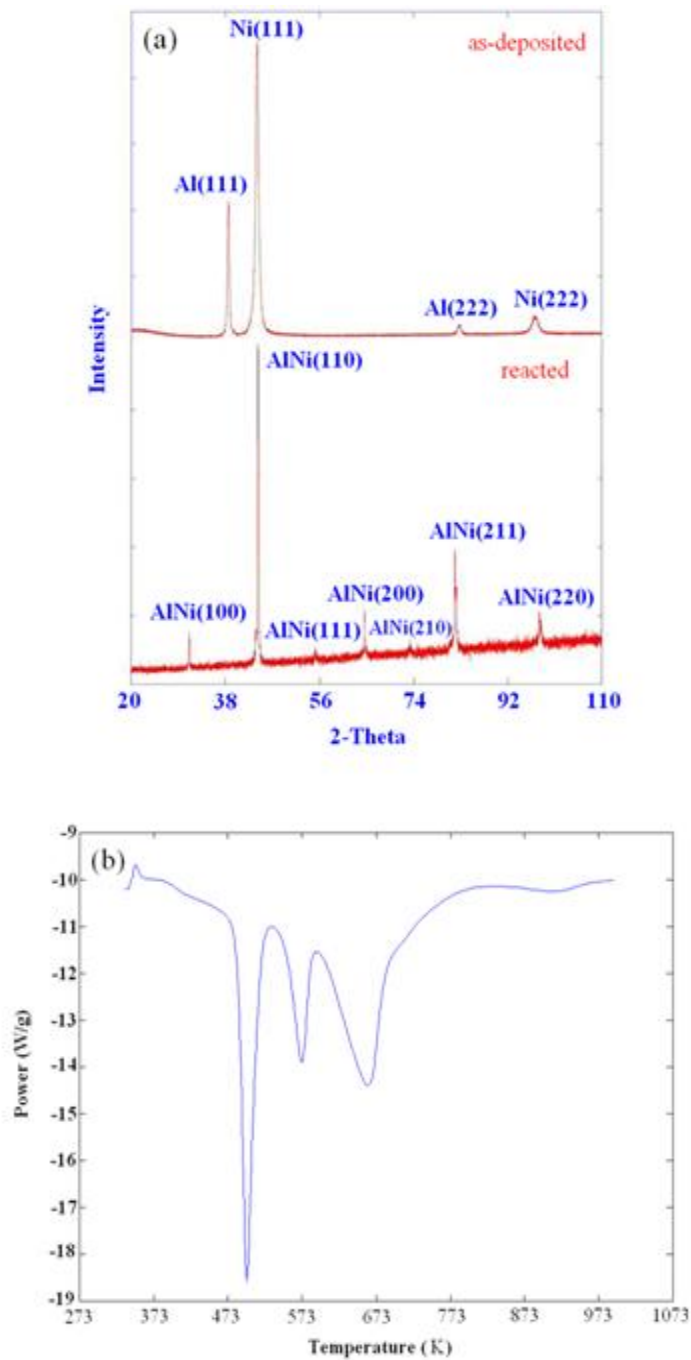 (a)
Ni(111)
as-deposited
Al(111)
Al(222)
Ni(222)
Intensity
AlNi(110)
reacted
AlNi(211)
AlNi(100)
AlNi(200)
AlNi(220)
AlNi(111)
AlNi(210)
20 38 56 74 92 110
2-Theta
(b)
-9
-10
-11
-12
-13
-14
-15
-16
-17
-18
-19
Power (W/g)
273 373 473 573 673 773 873 973 1073
Temperature (K)